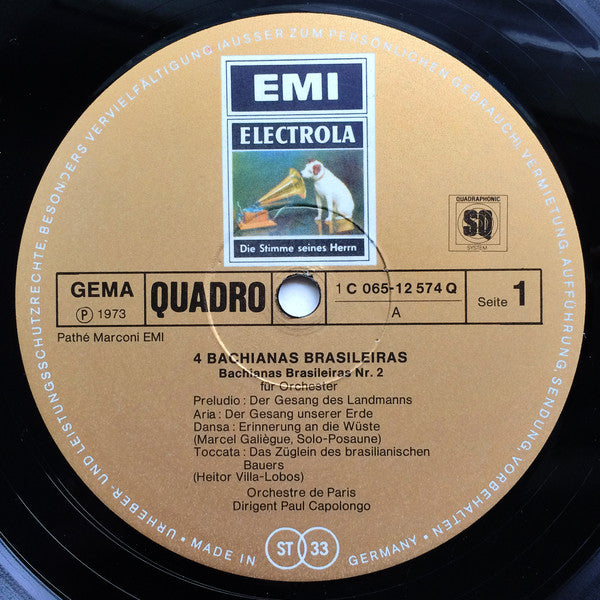 URHEBER- UND LEISTUNGSSCHUTZRECHTE, BESONDERS VERVIELFÄLTIGUNG (AUSSER ZUM PERSÖNLICHEN GEBRAUCH), VERMIETUNG AUFFÜHRUNG, SENDUNG, VORBEHALTEN •
EMI
ELECTROLA
Die Stimme seines Herrn
QUADRAPHONIC
SQ
SYSTEM
GEMA
QUADRO
1 C 065-12 574 Q
Seite 1
Ⓟ 1973
A
Pathé Marconi EMI
4 BACHIANAS BRASILEIRAS
Bachianas Brasileiras Nr. 2
für Orchester
Preludio : Der Gesang des Landmanns
Aria : Der Gesang unserer Erde
Dansa : Erinnerung an die Wüste
(Marcel Galiègue, Solo-Posaune)
Toccata : Das Züglein des brasilianischen
Bauers
(Heitor Villa-Lobos)
Orchestre de Paris
Dirigent Paul Capolongo
• MADE IN
ST 33
GERMANY •